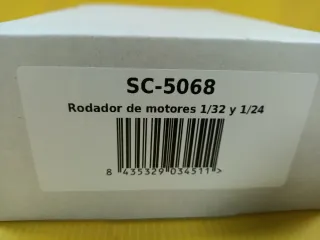 SC-5068
Rodador de motores 1/32 y 1/24
8 435329 034511>